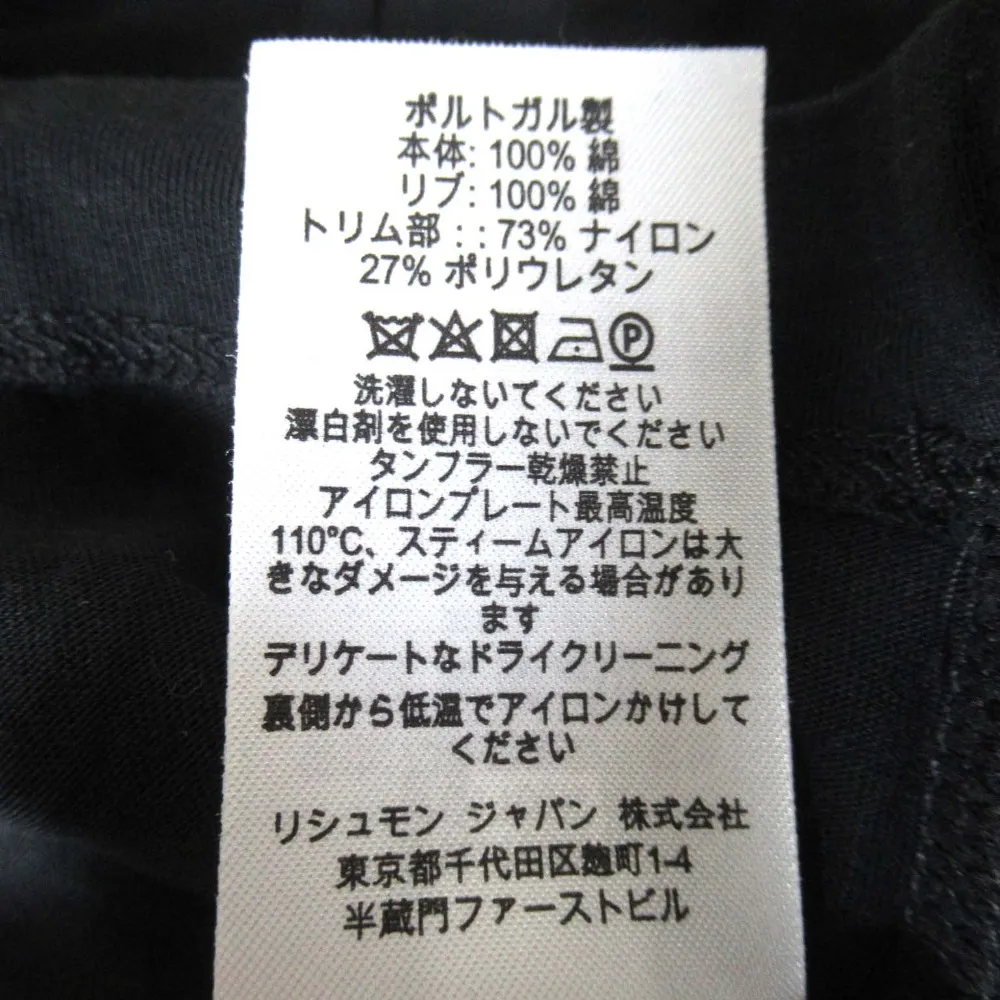 ポルトガル製
本体: 100% 綿
リブ: 100% 綿
トリム部 : : 73% ナイロン
27% ポリウレタン
P
洗濯しないてください
漂白剤を使用しないでください
タンブラー乾燥禁止
アイロンプレート最高温度
110°C、スティームアイロンは大
きなダメージを与える場合があり
ます
デリケートなドライクリーニング
裏側から低温でアイロンかけして
ください
リシュモン ジャパン 株式会社
東京都千代田区麹町1-4
半蔵門ファーストビル